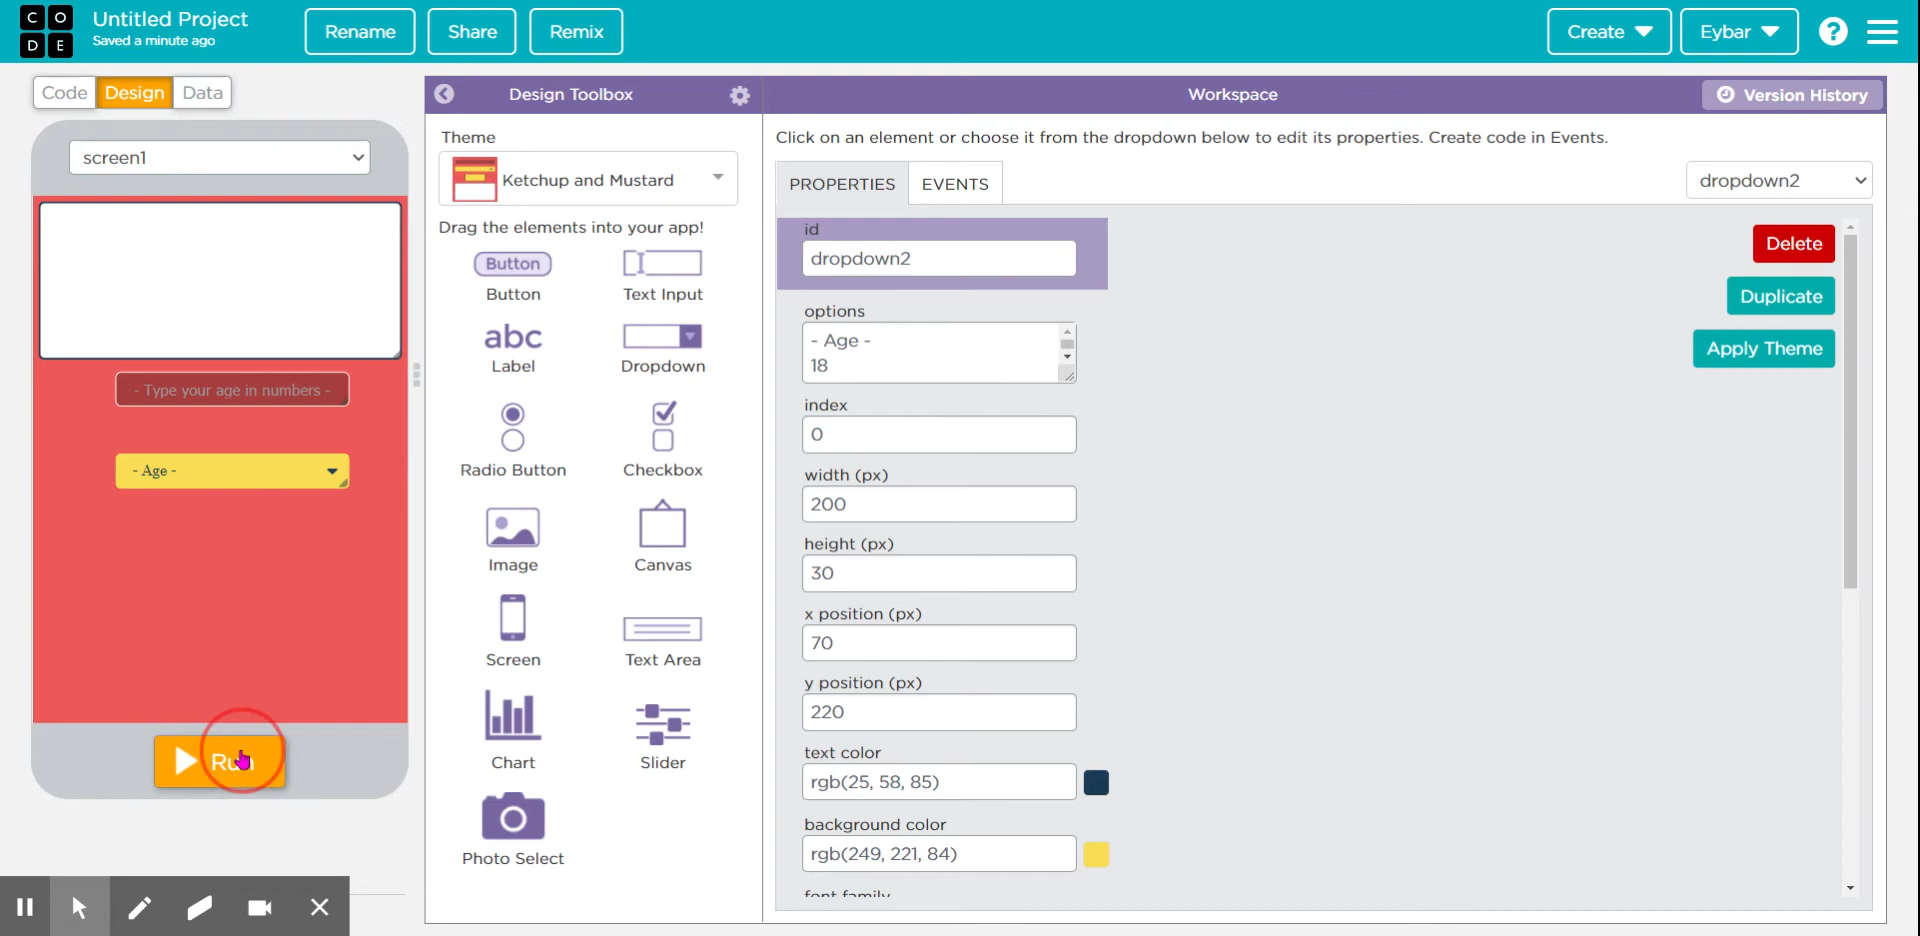 C O
D E
Untitled Project
Saved a minute ago
Rename
Share
Remix
Create
Eybar
?
Code
Design
Data
Design Toolbox
Workspace
Version History
screen1
Theme
Ketchup and Mustard
Drag the elements into your app!
Button
Button
Text Input
abc
Label
Dropdown
Radio Button
Checkbox
Image
Canvas
Screen
Text Area
Chart
Slider
Photo Select
- Type your age in numbers -
- Age -
Run
Click on an element or choose it from the dropdown below to edit its properties. Create code in Events.
PROPERTIES
EVENTS
dropdown2
id
dropdown2
Delete
Duplicate
Apply Theme
options
- Age -
18
index
0
width (px)
200
height (px)
30
x position (px)
70
y position (px)
220
text color
rgb(25, 58, 85)
background color
rgb(249, 221, 84)
font family